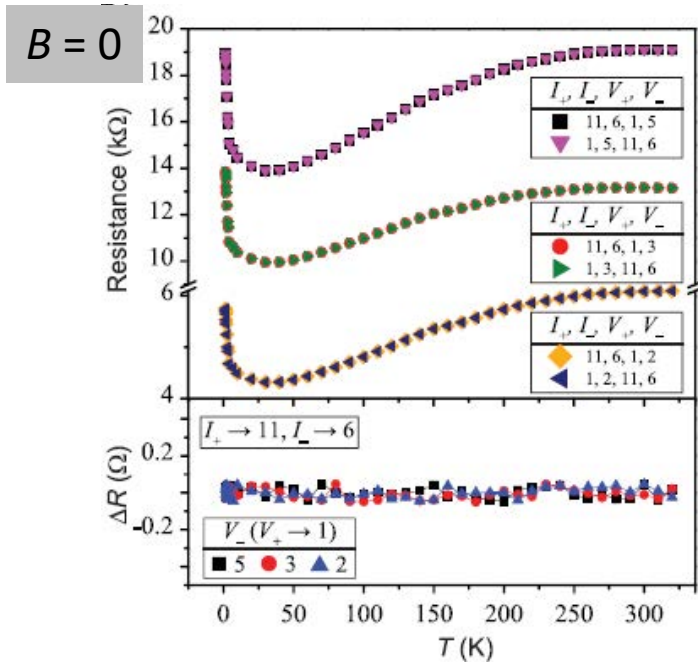 B = 0
Resistance (kΩ)
20
18
16
14
12
10
6
4
I₊, I₋, V₊, V₋
11, 6, 1, 5
1, 5, 11, 6
I₊, I₋, V₊, V₋
11, 6, 1, 3
1, 3, 11, 6
I₊, I₋, V₊, V₋
11, 6, 1, 2
1, 2, 11, 6
ΔR (Ω)
0.2
-0.2
I₊ → 11, I₋ → 6
V₋ (V₊ → 1)
5 3 2
0 50 100 150 200 250 300
T (K)